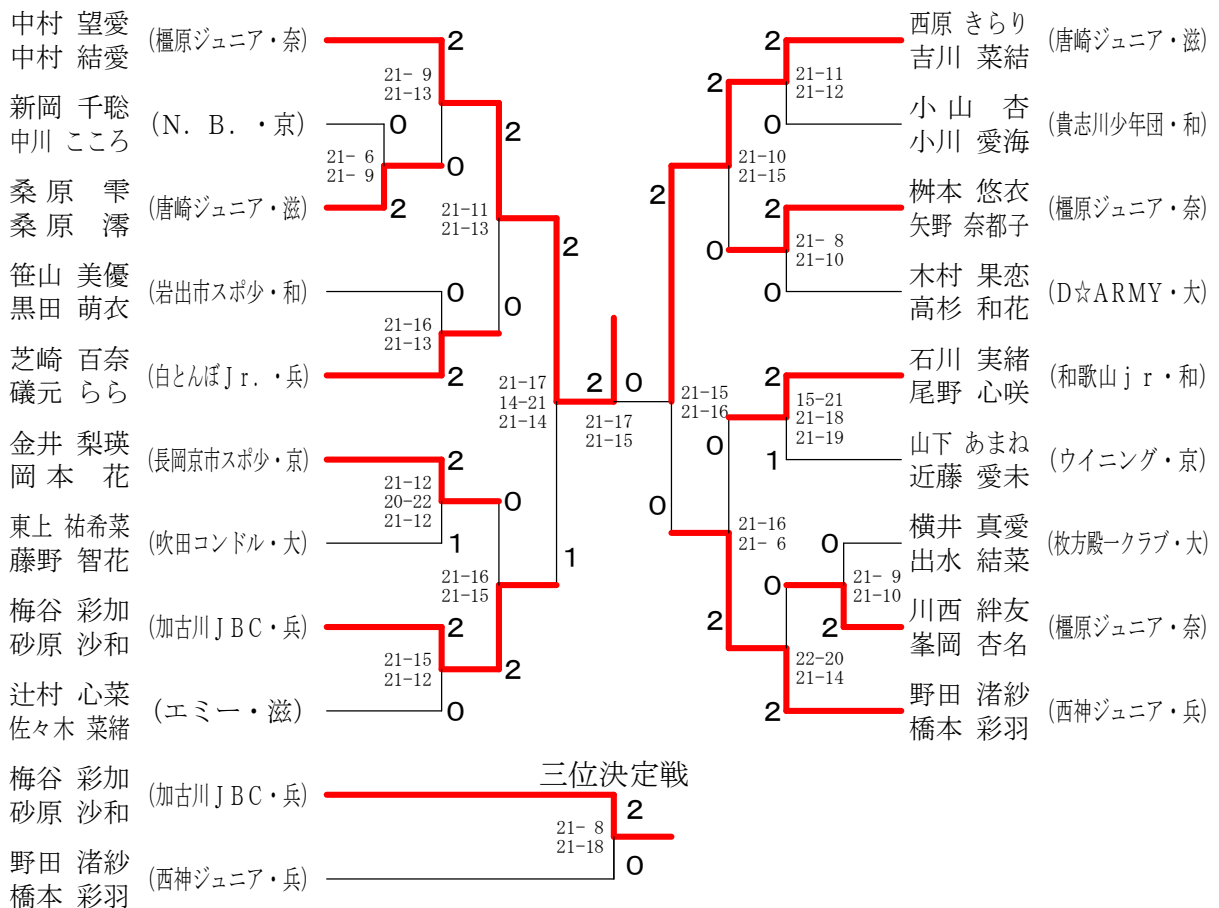 中村 望愛
中村 結愛
(橿原ジュニア・奈)
2
21- 9
21-13
新岡 千聡
中川 こころ
(N. B. ・京)
0
2
21- 6
21- 9
0
桑原 雫
桑原 澪
(唐崎ジュニア・滋)
2
21-11
21-13
2
笹山 美優
黒田 萌衣
(岩出市スポ少・和)
0
0
21-16
21-13
芝崎 百奈
礒元 らら
(白とんぼJr. ・兵)
2
21-17
14-21
21-14
2
0
21-17
21-15
金井 梨瑛
岡本 花
(長岡京市スポ少・京)
2
21-12
20-22
21-12
0
東上 祐希菜
藤野 智花
(吹田コンドル・大)
1
1
21-16
21-15
梅谷 彩加
砂原 沙和
(加古川JBC・兵)
2
21-15
21-12
2
辻村 心菜
佐々木 菜緒
(エミー・滋)
0
西原 きらり
吉川 菜結
(唐崎ジュニア・滋)
2
21-11
21-12
2
小山 杏
小川 愛海
(貴志川少年団・和)
0
21-10
21-15
2
桝本 悠衣
矢野 奈都子
(橿原ジュニア・奈)
2
21- 8
21-10
0
木村 果恋
高杉 和花
(D☆ARMY・大)
0
21-15
21-16
石川 実緒
尾野 心咲
(和歌山jr・和)
2
15-21
21-18
21-19
0
山下 あまね
近藤 愛未
(ウイニング・京)
1
0
21-16
21- 6
横井 真愛
出水 結菜
(枚方殿一クラブ・大)
0
21- 9
21-10
0
川西 絆友
峯岡 杏名
(橿原ジュニア・奈)
2
2
22-20
21-14
野田 渚紗
橋本 彩羽
(西神ジュニア・兵)
2
三位決定戦
梅谷 彩加
砂原 沙和
(加古川JBC・兵)
2
21- 8
21-18
0
野田 渚紗
橋本 彩羽
(西神ジュニア・兵)